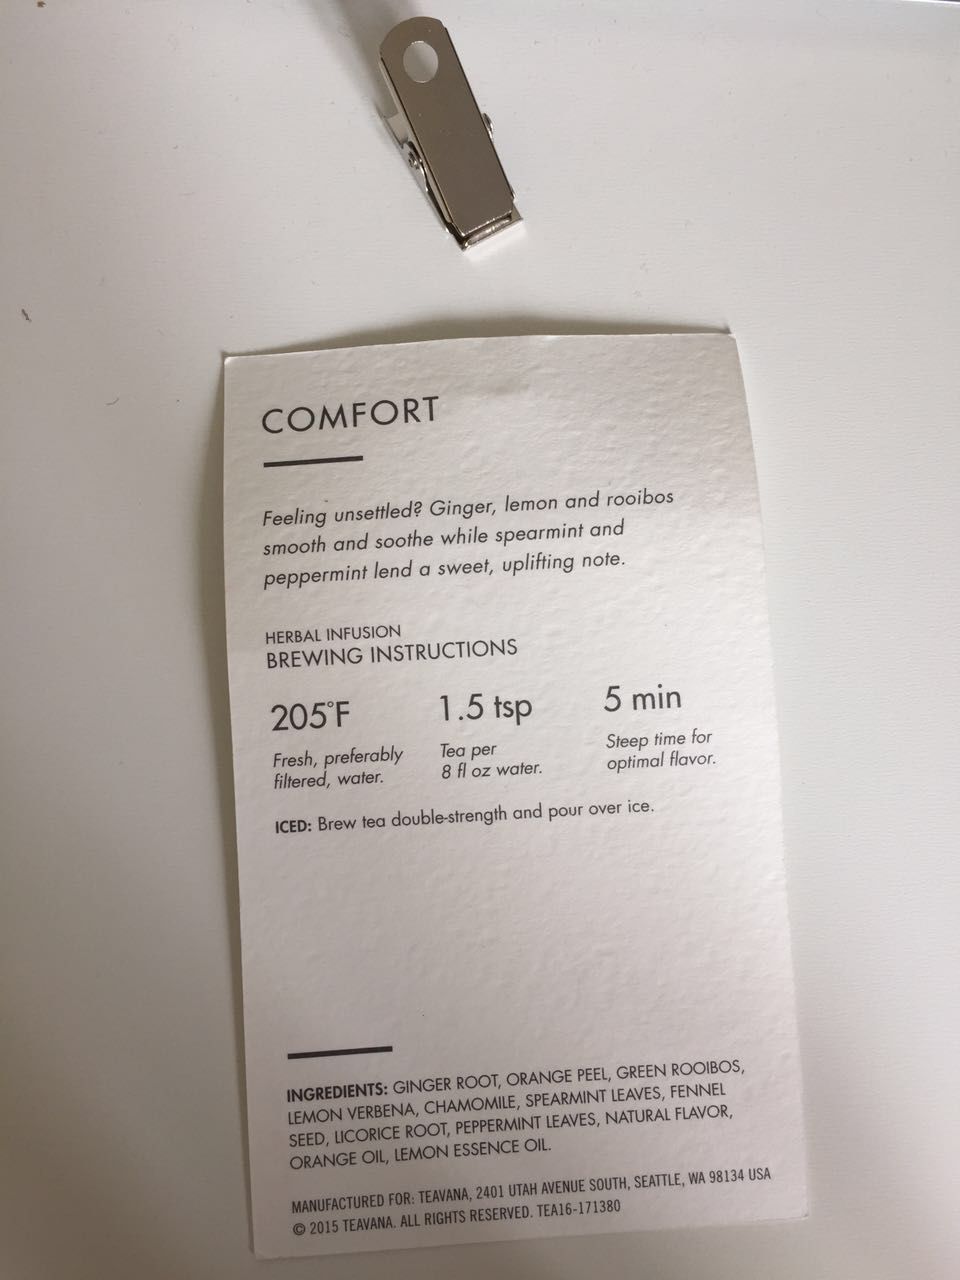 COMFORT
Feeling unsettled? Ginger, lemon and rooibos
smooth and soothe while spearmint and
peppermint lend a sweet, uplifting note.
HERBAL INFUSION
BREWING INSTRUCTIONS
205°F
Fresh, preferably
filtered, water.
1.5 tsp
Tea per
8 fl oz water.
5 min
Steep time for
optimal flavor.
ICED: Brew tea double-strength and pour over ice.
INGREDIENTS: GINGER ROOT, ORANGE PEEL, GREEN ROOIBOS,
LEMON VERBENA, CHAMOMILE, SPEARMINT LEAVES, FENNEL
SEED, LICORICE ROOT, PEPPERMINT LEAVES, NATURAL FLAVOR,
ORANGE OIL, LEMON ESSENCE OIL.
MANUFACTURED FOR: TEAVANA, 2401 UTAH AVENUE SOUTH, SEATTLE, WA 98134 USA
© 2015 TEAVANA. ALL RIGHTS RESERVED. TEA16-171380